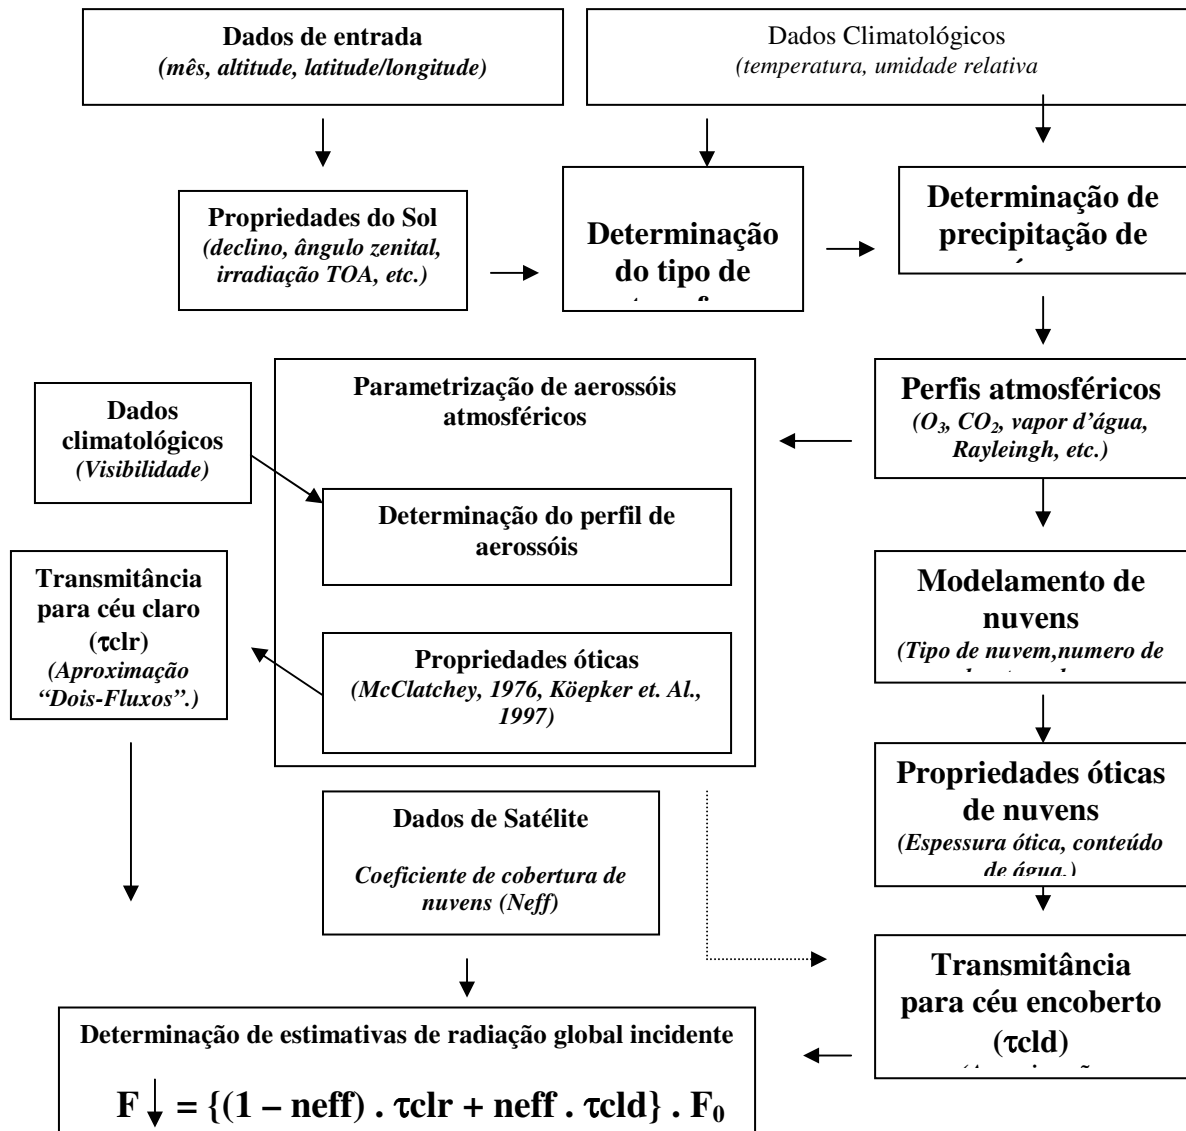 Dados de entrada
(mês, altitude, latitude/longitude)
Dados Climatológicos
(temperatura, umidade relativa
Propriedades do Sol
(declino, ângulo zenital,
irradiação TOA, etc.)
Determinação
do tipo de
Determinação de
precipitação de
Dados
climatológicos
(Visibilidade)
Parametrização de aerossóis
atmosféricos
Perfis atmosféricos
(O₃, CO₂, vapor d’água,
Rayleingh, etc.)
Determinação do perfil de
aerossóis
Transmitância
para céu claro
(τclr)
(Aproximação
“Dois-Fluxos”.)
Modelamento de
nuvens
(Tipo de nuvem,numero de
Propriedades óticas
(McClatchey, 1976, Köepker et. Al.,
1997)
Propriedades óticas
de nuvens
(Espessura ótica, conteúdo
de água.)
Dados de Satélite
Coeficiente de cobertura de
nuvens (Neff)
Transmitância
para céu encoberto
(τcld)
Determinação de estimativas de radiação global incidente
F ↓ = {(1 – neff) . τclr + neff . τcld} . F₀